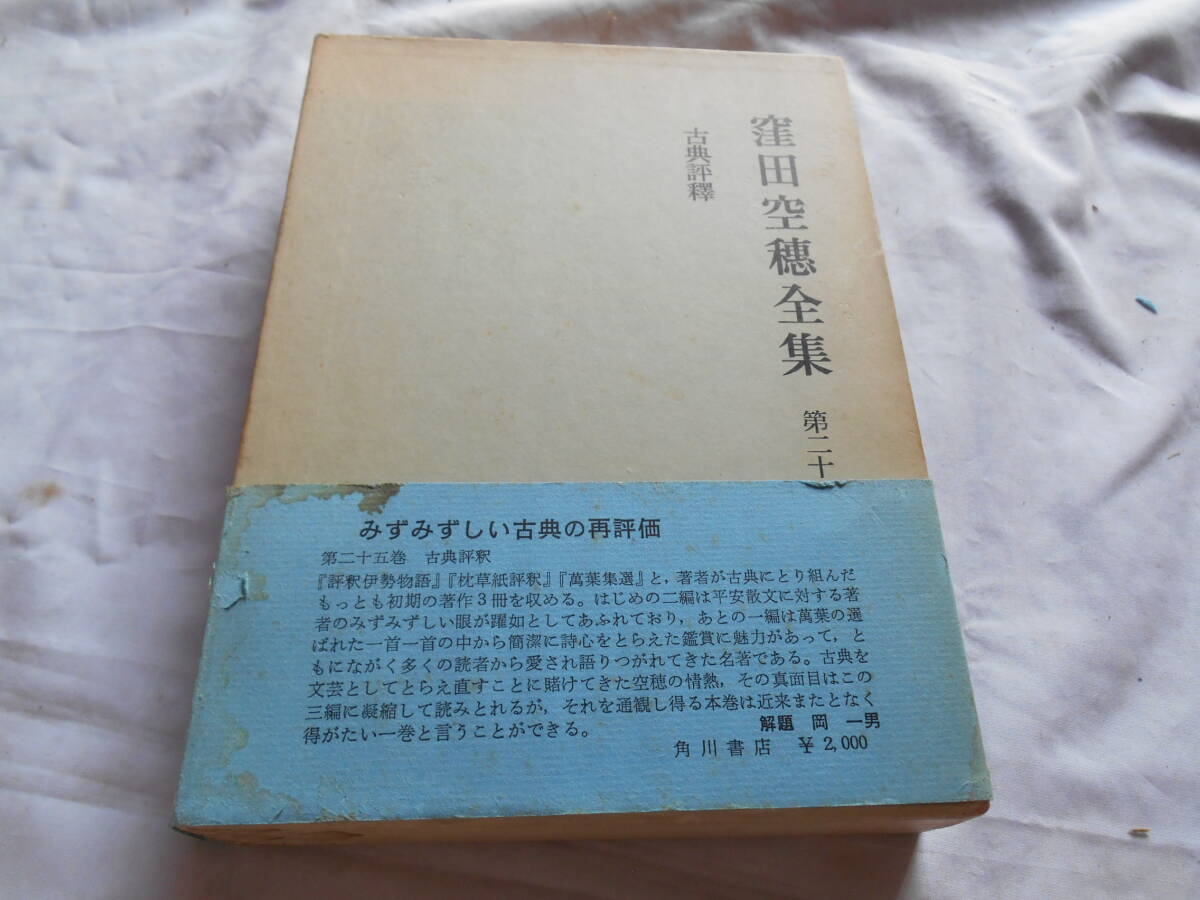 窪田空穂全集 第二十
古典評釋
みずみずしい古典の再評価
第二十五巻 古典評釈
『評釈伊勢物語』『枕草紙評釈』『萬葉集選』と，著者が古典にとり組んだ
もっとも初期の著作3冊を収める。はじめの二編は平安散文に対する著
者のみずみずしい眼が躍如としてあふれており，あとの一編は萬葉の選
ばれた一首一首の中から簡潔に詩心をとらえた鑑賞に魅力があって，と
もにながく多くの読者から愛され語りつがれてきた名著である。古典を
文芸としてとらえ直すことに賭けてきた空穂の情熱，その真面目はこの
三編に凝縮して読みとれるが，それを通観し得る本巻は近来またとなく
得がたい一巻と言うことができる。
解題 岡 一男
角川書店 ¥2,000